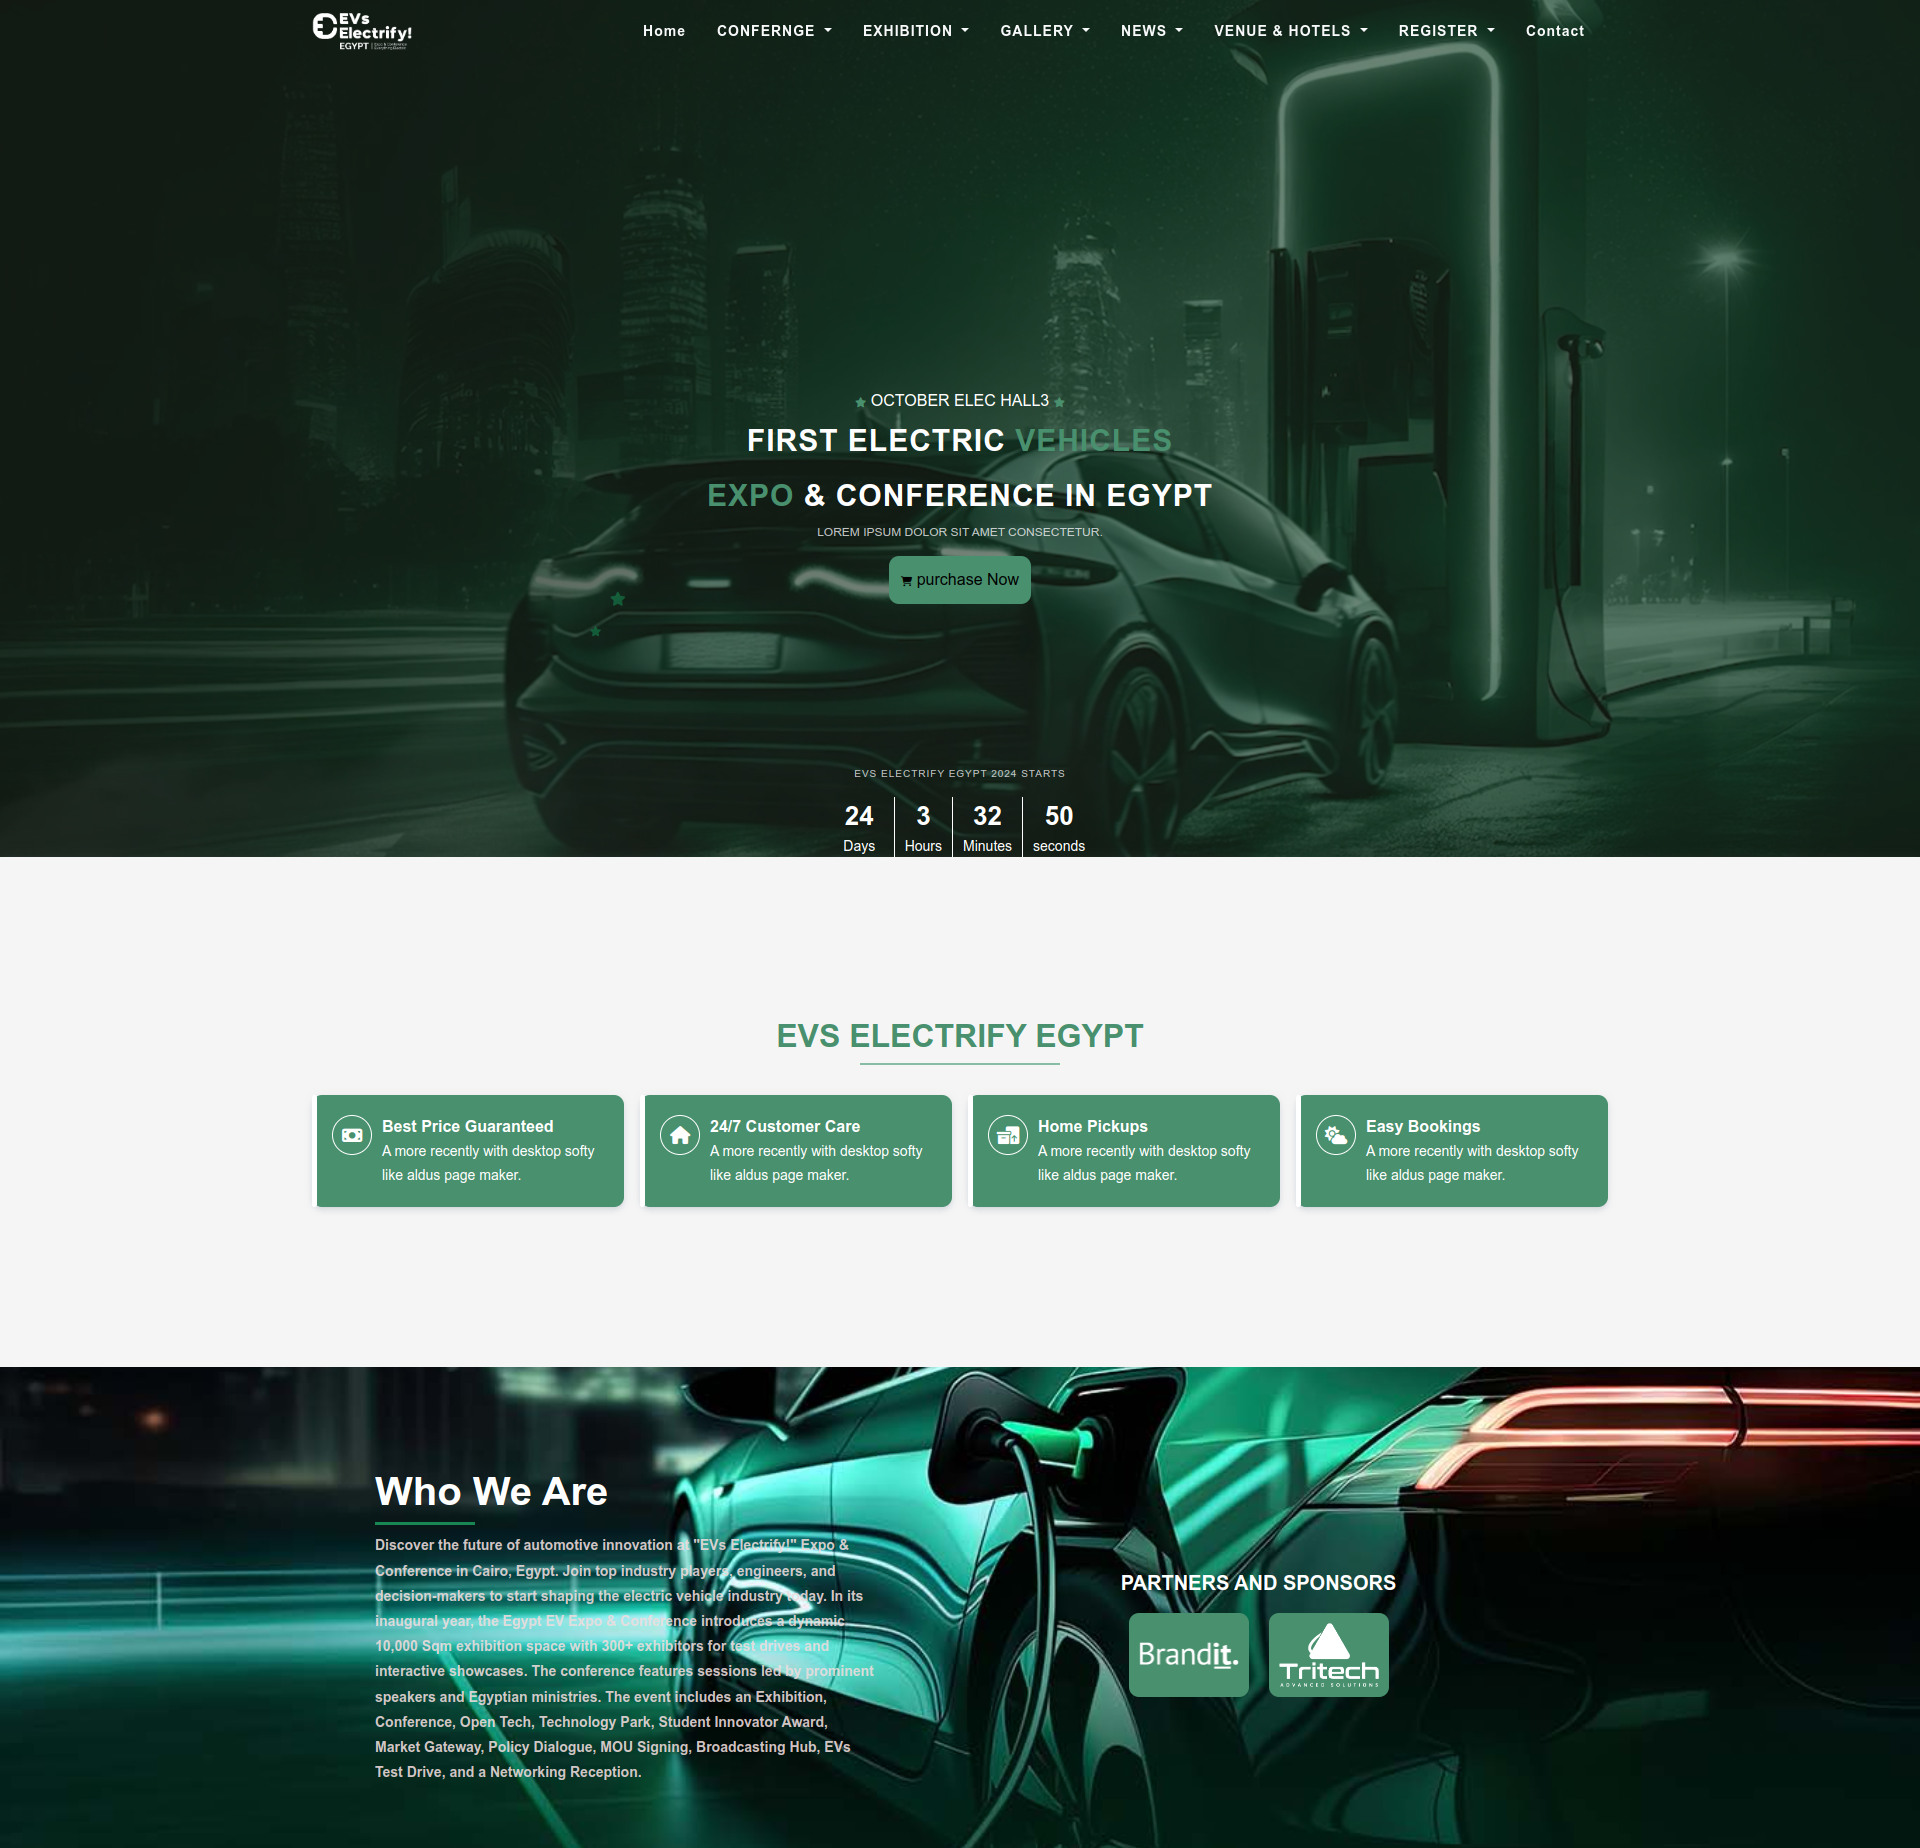 EVs
Electrify!
EGYPT
Home
CONFERNGE
EXHIBITION
GALLERY
NEWS
VENUE & HOTELS
REGISTER
Contact
OCTOBER ELEC HALL3
FIRST ELECTRIC VEHICLES
EXPO & CONFERENCE IN EGYPT
LOREM IPSUM DOLOR SIT AMET CONSECTETUR.
purchase Now
EVS ELECTRIFY EGYPT 2024 STARTS
24 3 32 50
Days Hours Minutes seconds
EVS ELECTRIFY EGYPT
Best Price Guaranteed
A more recently with desktop softy
like aldus page maker.
24/7 Customer Care
A more recently with desktop softy
like aldus page maker.
Home Pickups
A more recently with desktop softy
like aldus page maker.
Easy Bookings
A more recently with desktop softy
like aldus page maker.
Who We Are
Discover the future of automotive innovation at "EVs Electrify!" Expo &
Conference in Cairo, Egypt. Join top industry players, engineers, and
decision-makers to start shaping the electric vehicle industry today. In its
inaugural year, the Egypt EV Expo & Conference introduces a dynamic
10,000 Sqm exhibition space with 300+ exhibitors for test drives and
interactive showcases. The conference features sessions led by prominent
speakers and Egyptian ministries. The event includes an Exhibition,
Conference, Open Tech, Technology Park, Student Innovator Award,
Market Gateway, Policy Dialogue, MOU Signing, Broadcasting Hub, EVs
Test Drive, and a Networking Reception.
PARTNERS AND SPONSORS
Brandit.
Tritech
ADVANCED SOLUTIONS